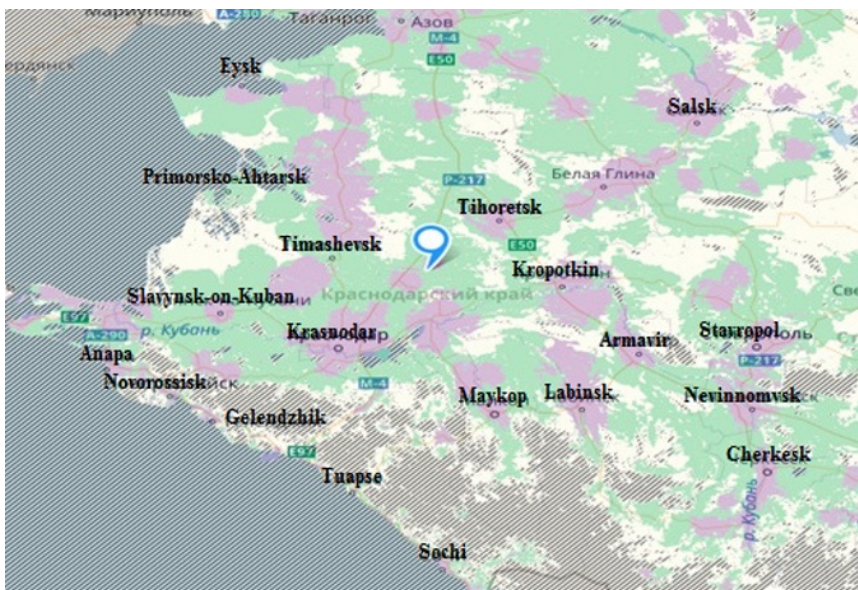 Мариуполь
A-280
Таганрог
Азов
M-4
E50
ердянск
Eysk
Salsk
Primorsko-Ahtarsk
P-217
Белая Глина
Tihoretsk
E50
Timashevsk
Kropotkin
Slavynsk-on-Kuban
Краснодарский край
E97
A-290
р. Кубань
Krasnodar
Armavir
Stavropol
P-217
Anapa
M-4
Novorossisk
Maykop
Labinsk
Nevinnomvsk
Gelendzhik
E97
Cherkesk
Tuapse
р. Кубань
Sochi